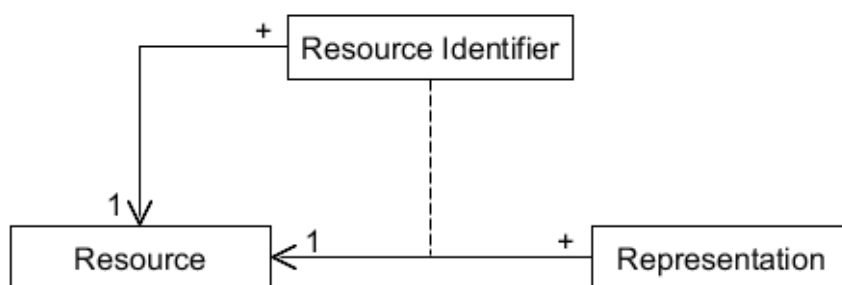 +
Resource Identifier
1
Resource
1
+
Representation